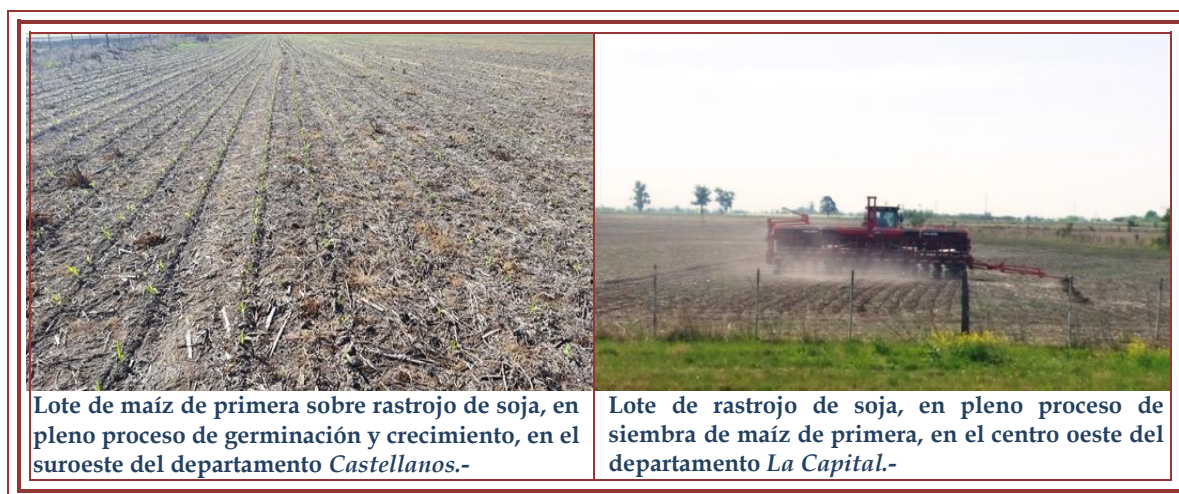 Lote de maíz de primera sobre rastrojo de soja, en
pleno proceso de germinación y crecimiento, en el
suroeste del departamento Castellanos.-
Lote de rastrojo de soja, en pleno proceso de
siembra de maíz de primera, en el centro oeste del
departamento La Capital.-